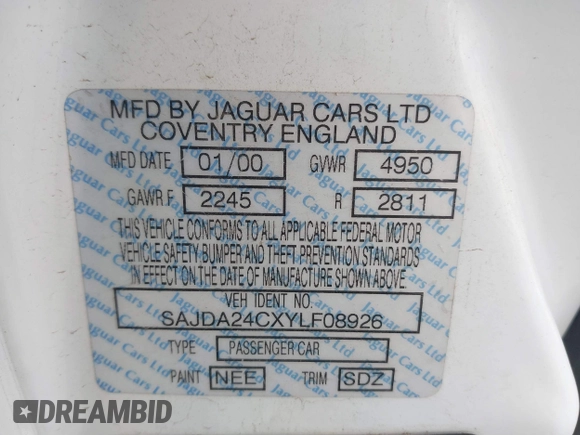 MFD BY JAGUAR CARS LTD
COVENTRY ENGLAND
MFD DATE 01/00 GVWR 4950
GAWR.F 2245 R 2811
THIS VEHICLE CONFORMS TO ALL APPLICABLE FEDERAL MOTOR
VEHICLE SAFETY BUMPER AND THEFT PREVENTION STANDARDS
IN EFFECT ON THE DATE OF MANUFACTURE SHOWN ABOVE.
VEH IDENT NO.
SAJDA24CXYLF08926
TYPE PASSENGER CAR
PAINT NEE TRIM SDZ
DREAMBID